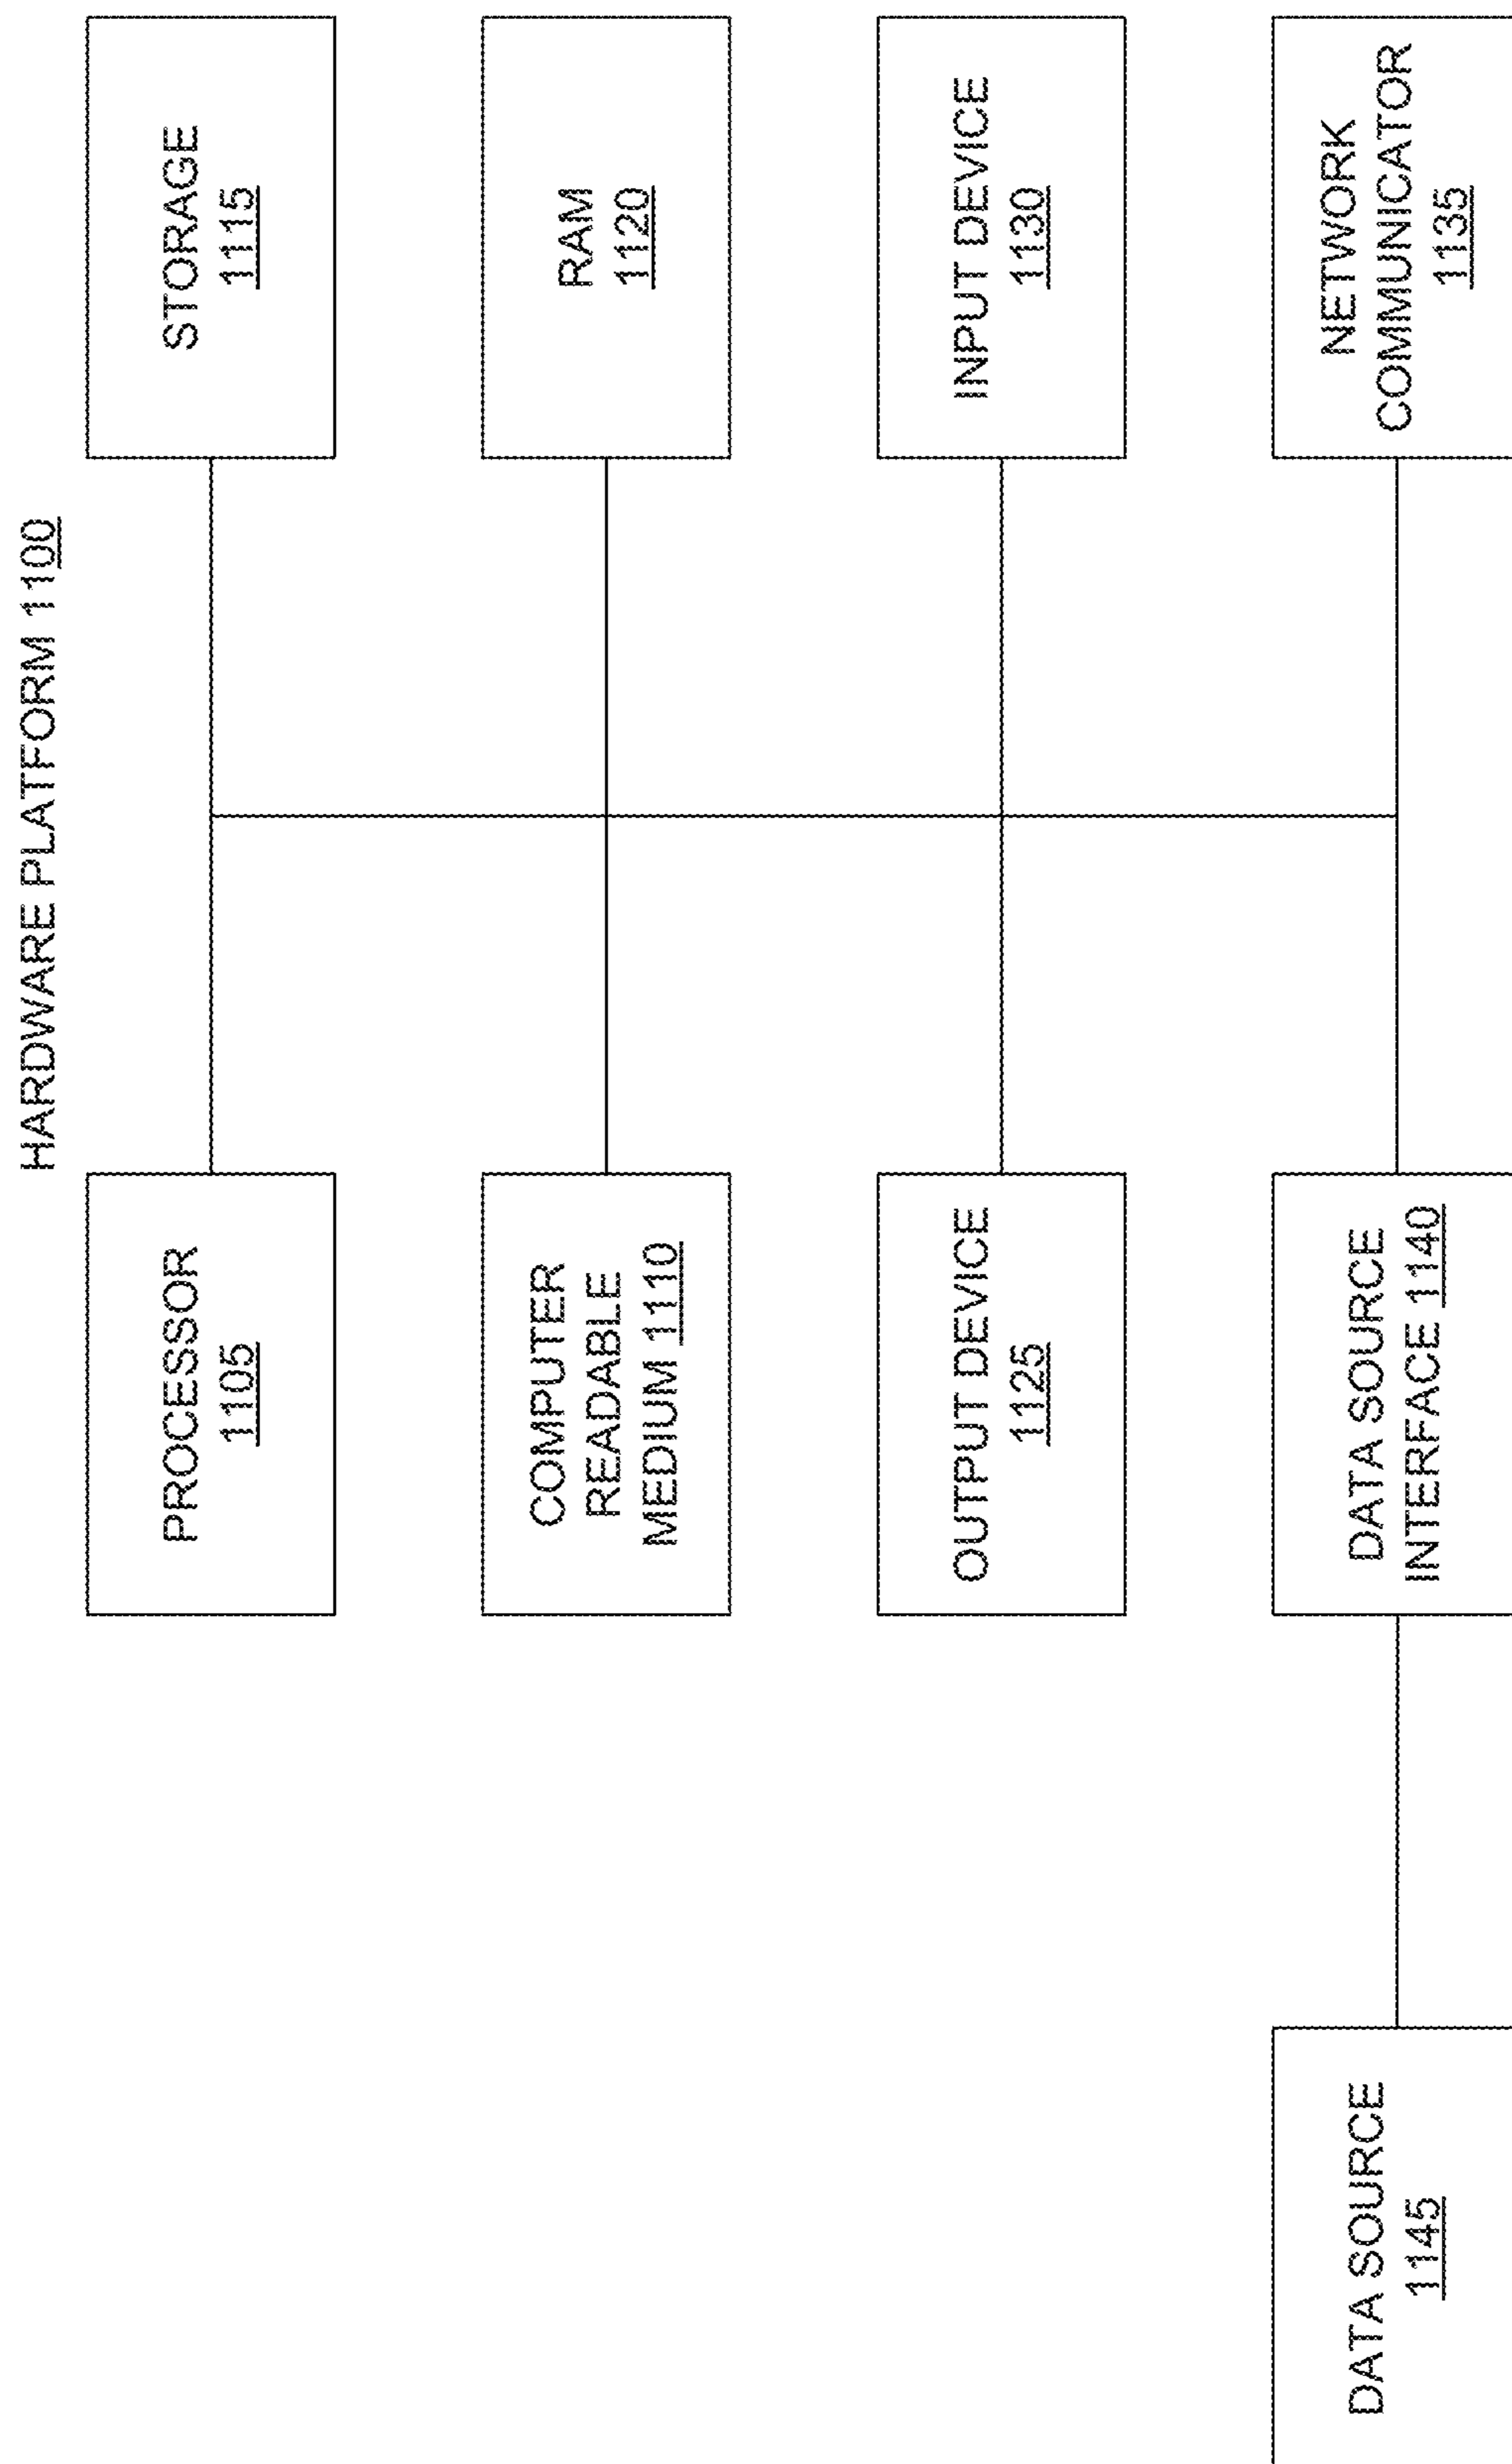 HARDWARE PLATFORM 1100
PROCESSOR
1105
STORAGE
1115
COMPUTER
READABLE
MEDIUM 1110
RAM
1120
OUTPUT DEVICE
1125
INPUT DEVICE
1130
DATA SOURCE
1145
DATA SOURCE
INTERFACE 1140
NETWORK
COMMUNICATOR
1135